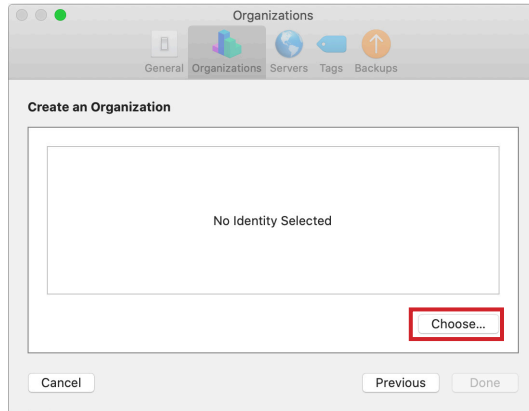 Organizations
General Organizations Servers Tags Backups
Create an Organization
No Identity Selected
Choose...
Cancel Previous Done